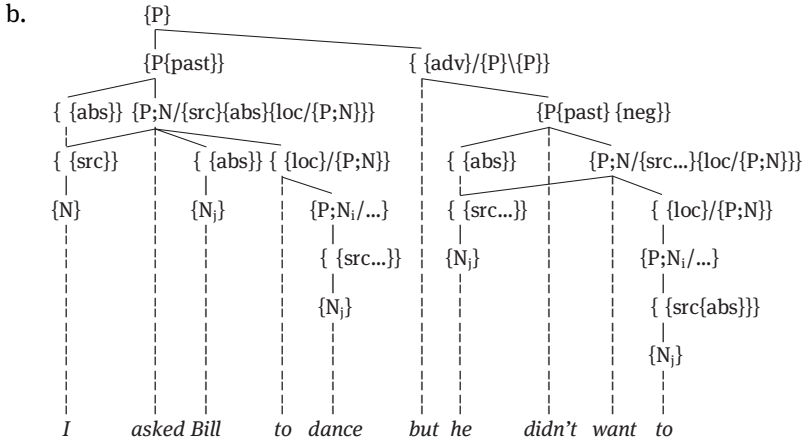 b. {P}
{P{past}} { {adv}/{P}\{P}}
{ {abs}} {P;N/{src}{abs}{loc/{P;N}}} {P{past} {neg}}
{ {src}} { {abs}} { {loc}/{P;N}} { {abs}} {P;N/{src...}{loc/{P;N}}}
{N} {Nj} {P;Ni/...} { {src...}} { {loc}/{P;N}}
{ {src...}} {Nj} {P;Ni/...}
{Nj} { {src{abs}}}
{Nj}
I asked Bill to dance but he didn't want to